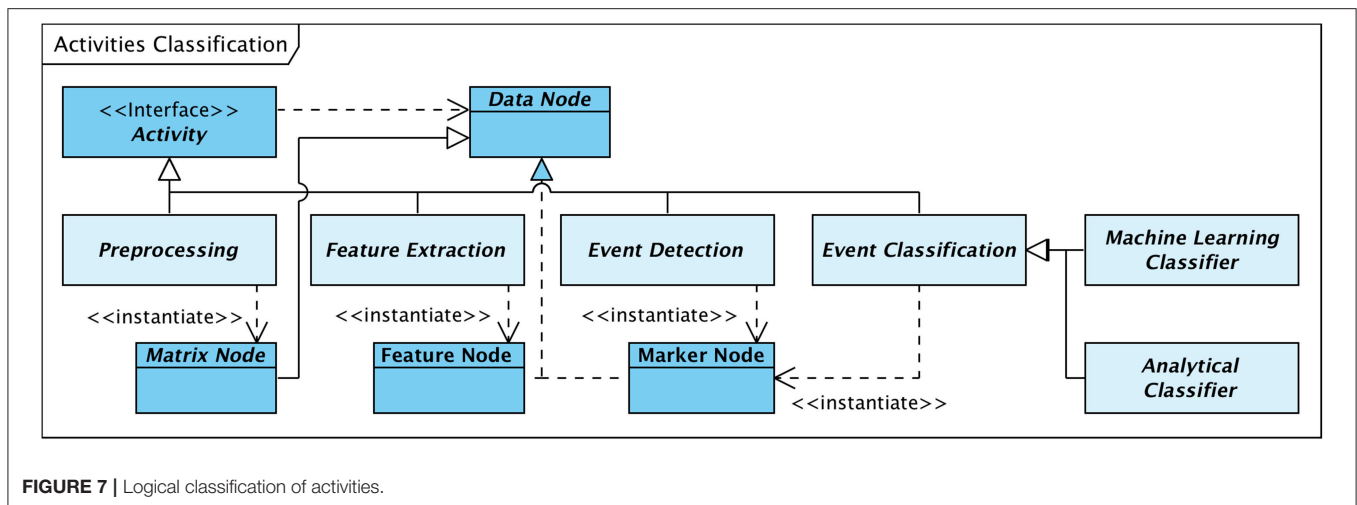 Activities Classification
<<Interface>>
Activity
Data Node
Preprocessing
Feature Extraction
Event Detection
Event Classification
Machine Learning
Classifier
<<instantiate>>
<<instantiate>>
<<instantiate>>
Matrix Node
Feature Node
Marker Node
Analytical
Classifier
<<instantiate>>
FIGURE 7 | Logical classification of activities.